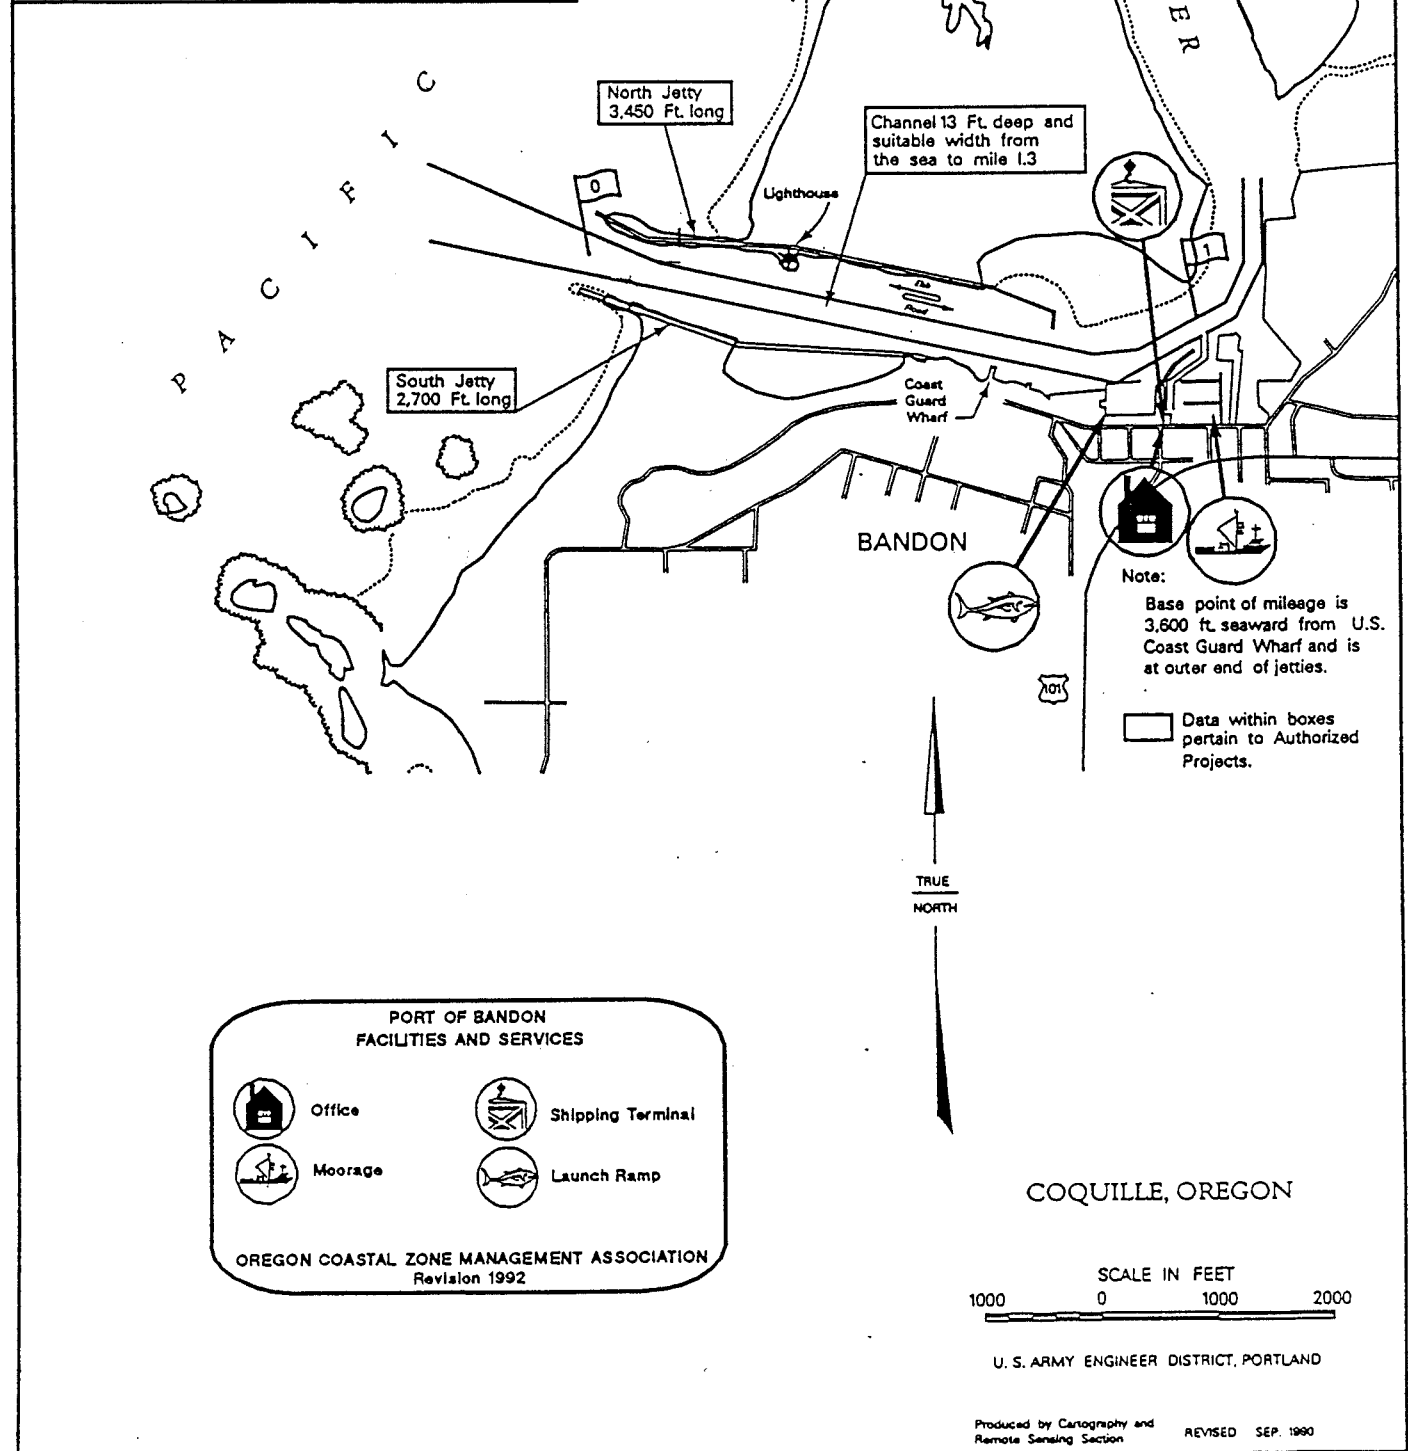 PACIFIC
ER
North Jetty
3,450 Ft. long
Channel 13 Ft. deep and
suitable width from
the sea to mile 1.3
0
Lighthouse
1
Flood
South Jetty
2,700 Ft. long
Coast
Guard
Wharf
BANDON
Note:
Base point of mileage is
3,600 ft. seaward from U.S.
Coast Guard Wharf and is
at outer end of jetties.
101
Data within boxes
pertain to Authorized
Projects.
TRUE
NORTH
PORT OF BANDON
FACILITIES AND SERVICES
Office
Shipping Terminal
Moorage
Launch Ramp
OREGON COASTAL ZONE MANAGEMENT ASSOCIATION
Revision 1992
COQUILLE, OREGON
SCALE IN FEET
1000 0 1000 2000
U. S. ARMY ENGINEER DISTRICT, PORTLAND
Produced by Cartography and
Remote Sensing Section
REVISED SEP. 1990